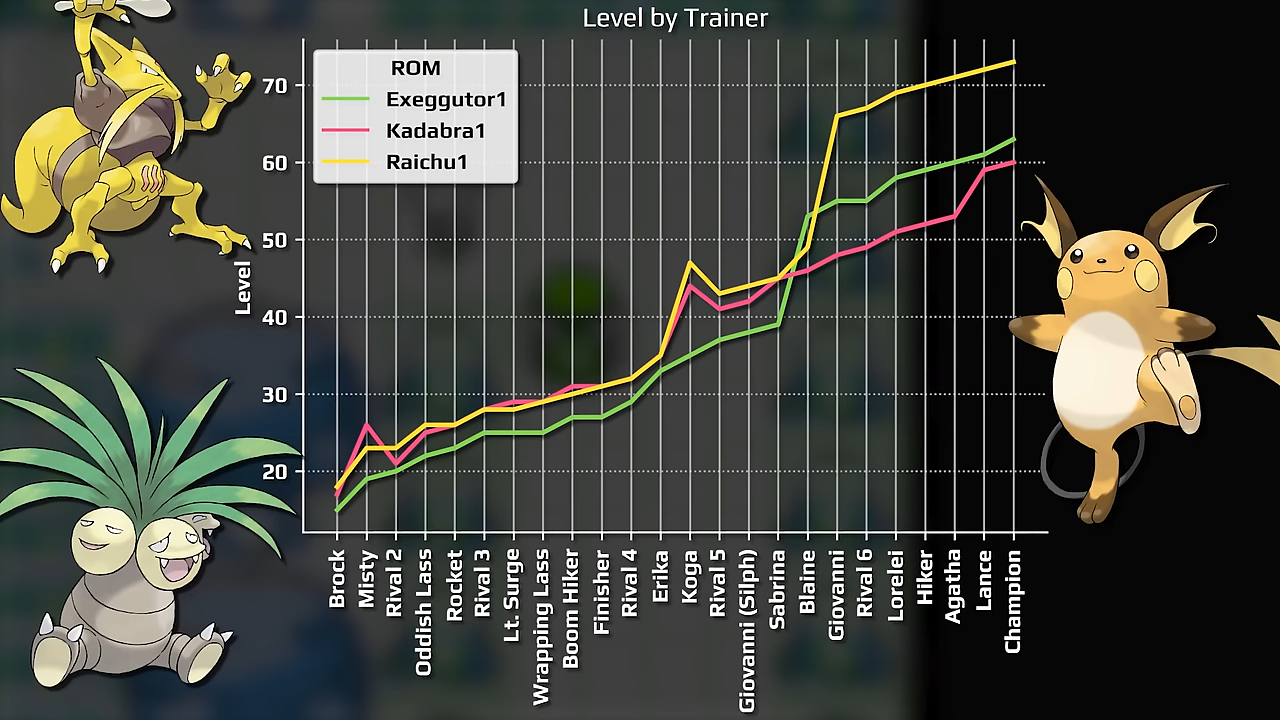 Level by Trainer
ROM
Exeggutor1
Kadabra1
Raichu1
Level
70
60
50
40
30
20
Brock
Misty
Rival 2
Oddish Lass
Rocket
Rival 3
Lt. Surge
Wrapping Lass
Boom Hiker
Finisher
Rival 4
Erika
Koga
Rival 5
Giovanni (Silph)
Sabrina
Blaine
Giovanni
Rival 6
Lorelei
Hiker
Agatha
Lance
Champion